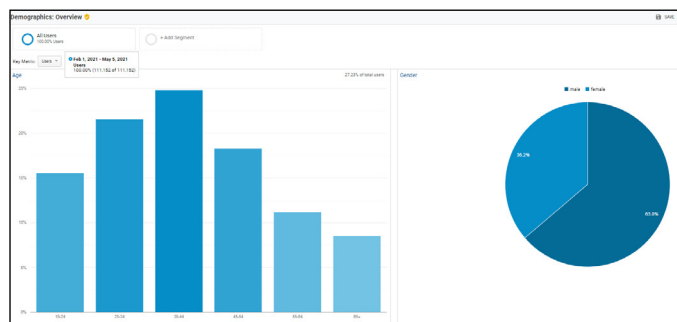 Demographics: Overview
SAVE
All Users
100.00% Users
+ Add Segment
Key Metric:
Users
Feb 1, 2021 - May 5, 2021
Users
100.00% (111,192 of 111,192)
Age
27.23% of total users
Gender
male female
25%
20%
15%
10%
5%
0%
18-24 25-34 35-44 45-54 55-64 65+
36.2%
63.8%